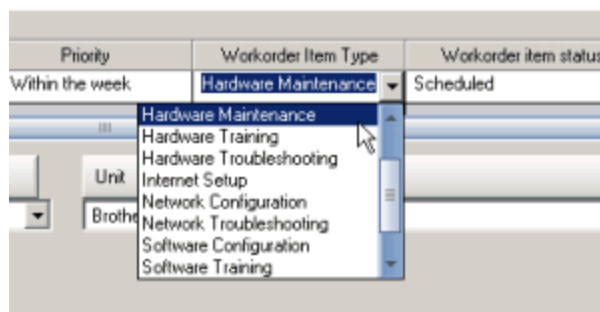 Priority Workorder Item Type Workorder item status
Within the week Hardware Maintenance Scheduled
Hardware Maintenance
Hardware Training
Hardware Troubleshooting
Internet Setup
Unit
Network Configuration
Brothe
Network Troubleshooting
Software Configuration
Software Training